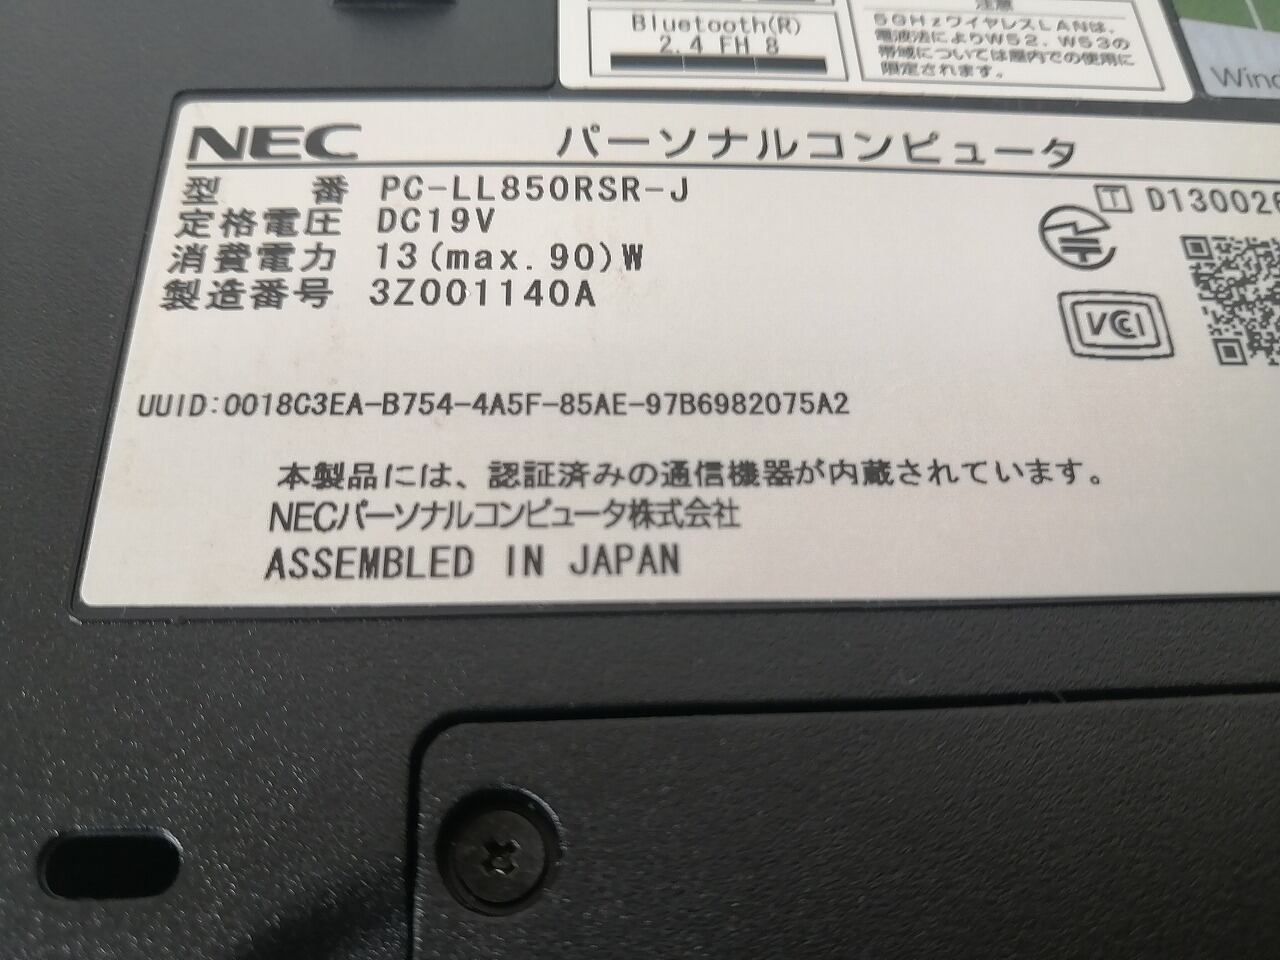 Bluetooth(R)
2.4 FH 8
注意
5GHzワイヤレスLANは、
電波法によりW52、W53の
帯域については屋内での使用に
限定されます。
NEC パーソナルコンピュータ
型 番 PC-LL850RSR-J
定格電圧 DC19V
消費電力 13(max.90)W
製造番号 3Z001140A
T D130026
VCCI
UUID:0018C3EA-B754-4A5F-85AE-97B6982075A2
本製品には、認証済みの通信機器が内蔵されています。
NECパーソナルコンピュータ株式会社
ASSEMBLED IN JAPAN